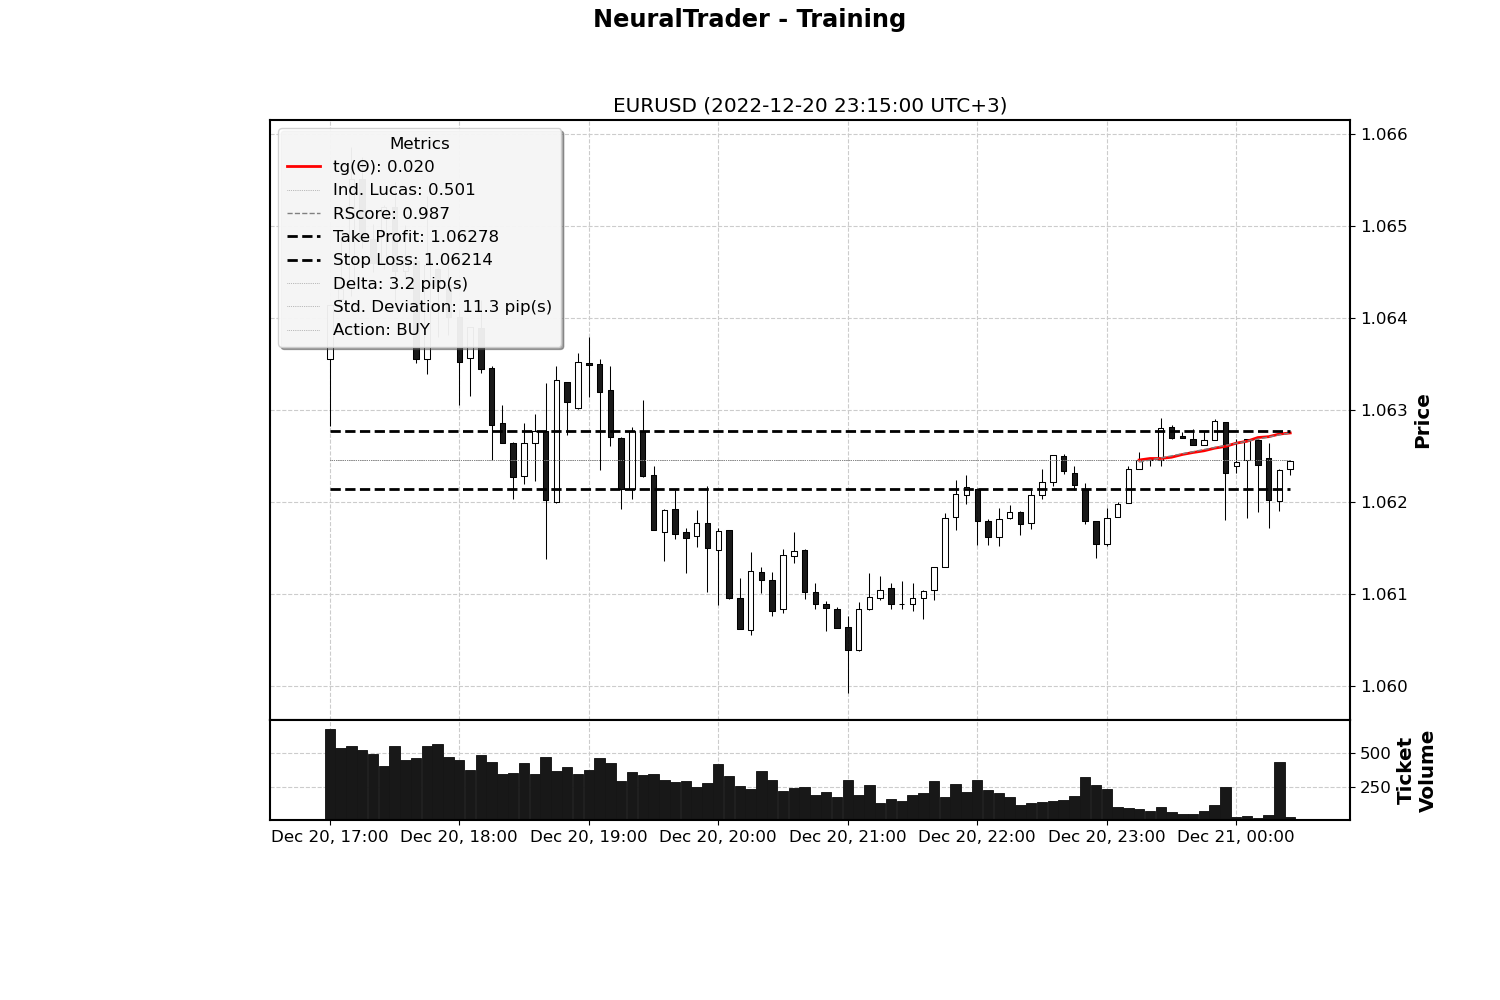 NeuralTrader - Training
EURUSD (2022-12-20 23:15:00 UTC+3)
Metrics
tg(Θ): 0.020
Ind. Lucas: 0.501
RScore: 0.987
Take Profit: 1.06278
Stop Loss: 1.06214
Delta: 3.2 pip(s)
Std. Deviation: 11.3 pip(s)
Action: BUY
1.066
1.065
1.064
1.063
1.062
1.061
1.060
Price
500
250
Ticket
Volume
Dec 20, 17:00 Dec 20, 18:00 Dec 20, 19:00 Dec 20, 20:00 Dec 20, 21:00 Dec 20, 22:00 Dec 20, 23:00 Dec 21, 00:00